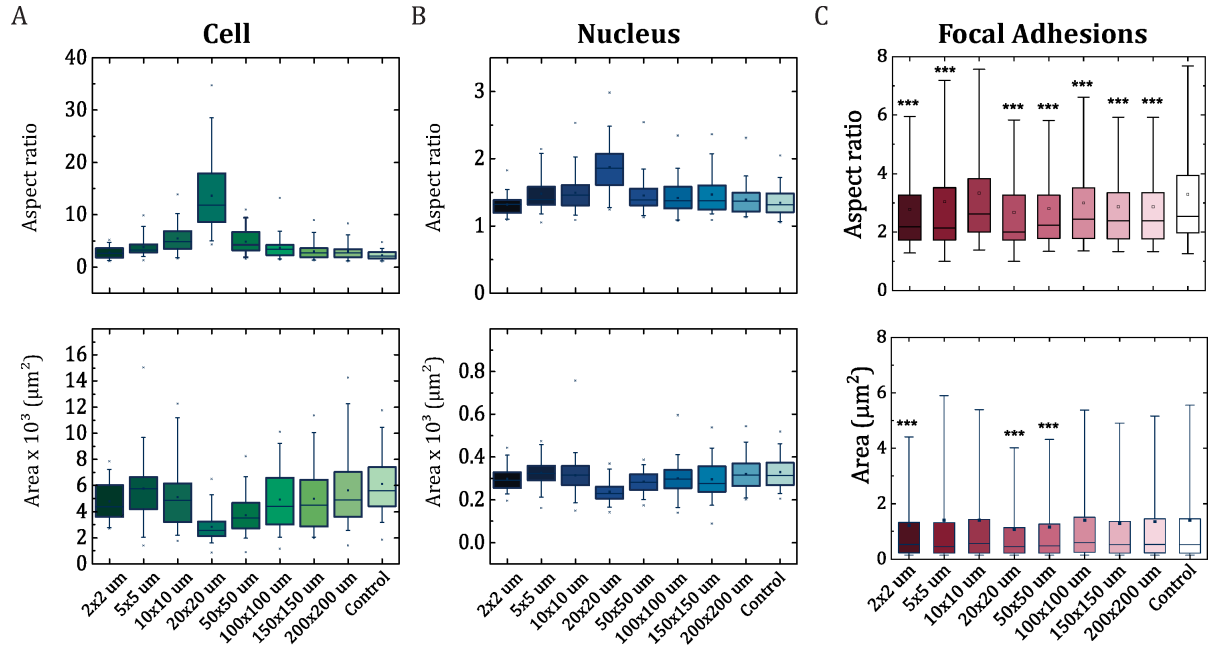 A
Cell
B
Nucleus
C
Focal Adhesions
Aspect ratio
40
30
20
10
0
Aspect ratio
3
2
1
0
Aspect ratio
8
6
4
2
0
***
***
***
***
***
***
***
Area x 10³ (µm²)
16
14
12
10
8
6
4
2
0
Area x 10³ (µm²)
0.8
0.6
0.4
0.2
0.0
Area (µm²)
8
6
4
2
0
***
***
***
2x2 um
5x5 um
10x10 um
20x20 um
50x50 um
100x100 um
150x150 um
200x200 um
Control
2x2 um
5x5 um
10x10 um
20x20 um
50x50 um
100x100 um
150x150 um
200x200 um
Control
2x2 um
5x5 um
10x10 um
20x20 um
50x50 um
100x100 um
150x150 um
200x200 um
Control